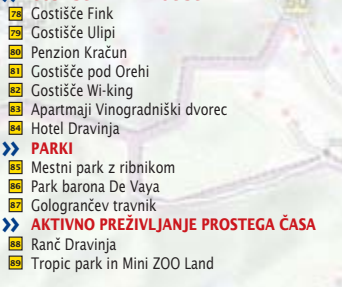 78 Gostišče Fink
79 Gostišče Ulipi
80 Penzion Kračun
81 Gostišče pod Orehi
82 Gostišče Wi-king
83 Apartmaji Vinogradniški dvorec
84 Hotel Dravinja
» PARKI
85 Mestni park z ribnikom
86 Park barona De Vaya
87 Gologrančev travnik
» AKTIVNO PREŽIVLJANJE PROSTEGA ČASA
88 Ranč Dravinja
89 Tropic park in Mini ZOO Land